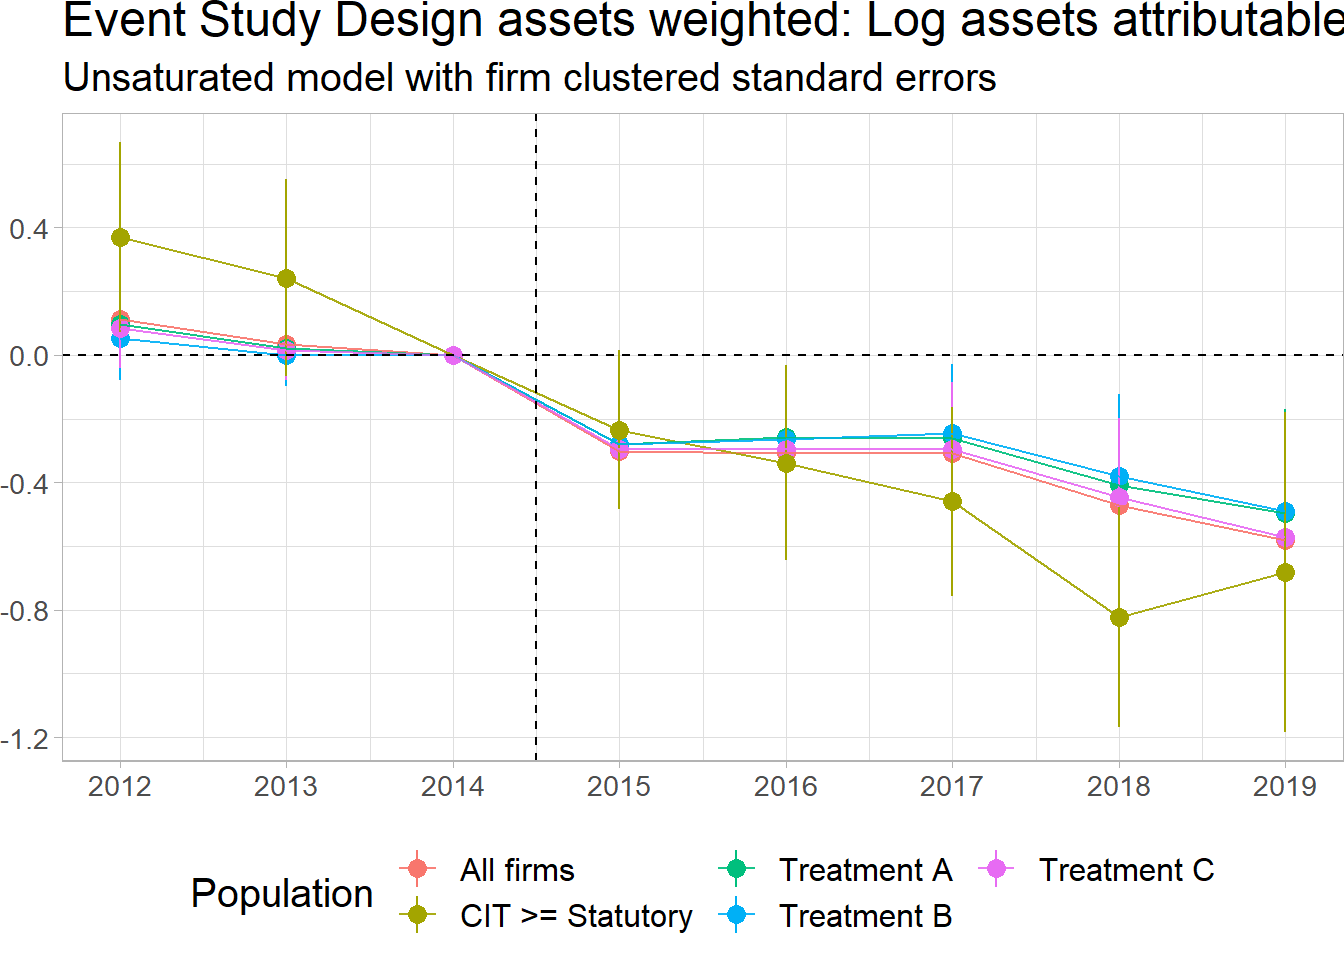 Event Study Design assets weighted: Log assets attributable
Unsaturated model with firm clustered standard errors
0.4
0.0
-0.4
-0.8
-1.2
2012 2013 2014 2015 2016 2017 2018 2019
Population
All firms Treatment A Treatment C
CIT >= Statutory Treatment B